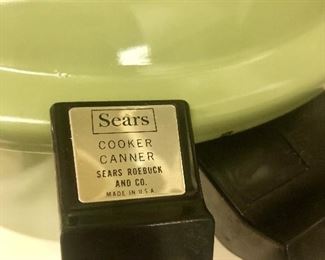 Sears
COOKER
CANNER
SEARS ROEBUCK
AND CO.
MADE IN U.S.A.